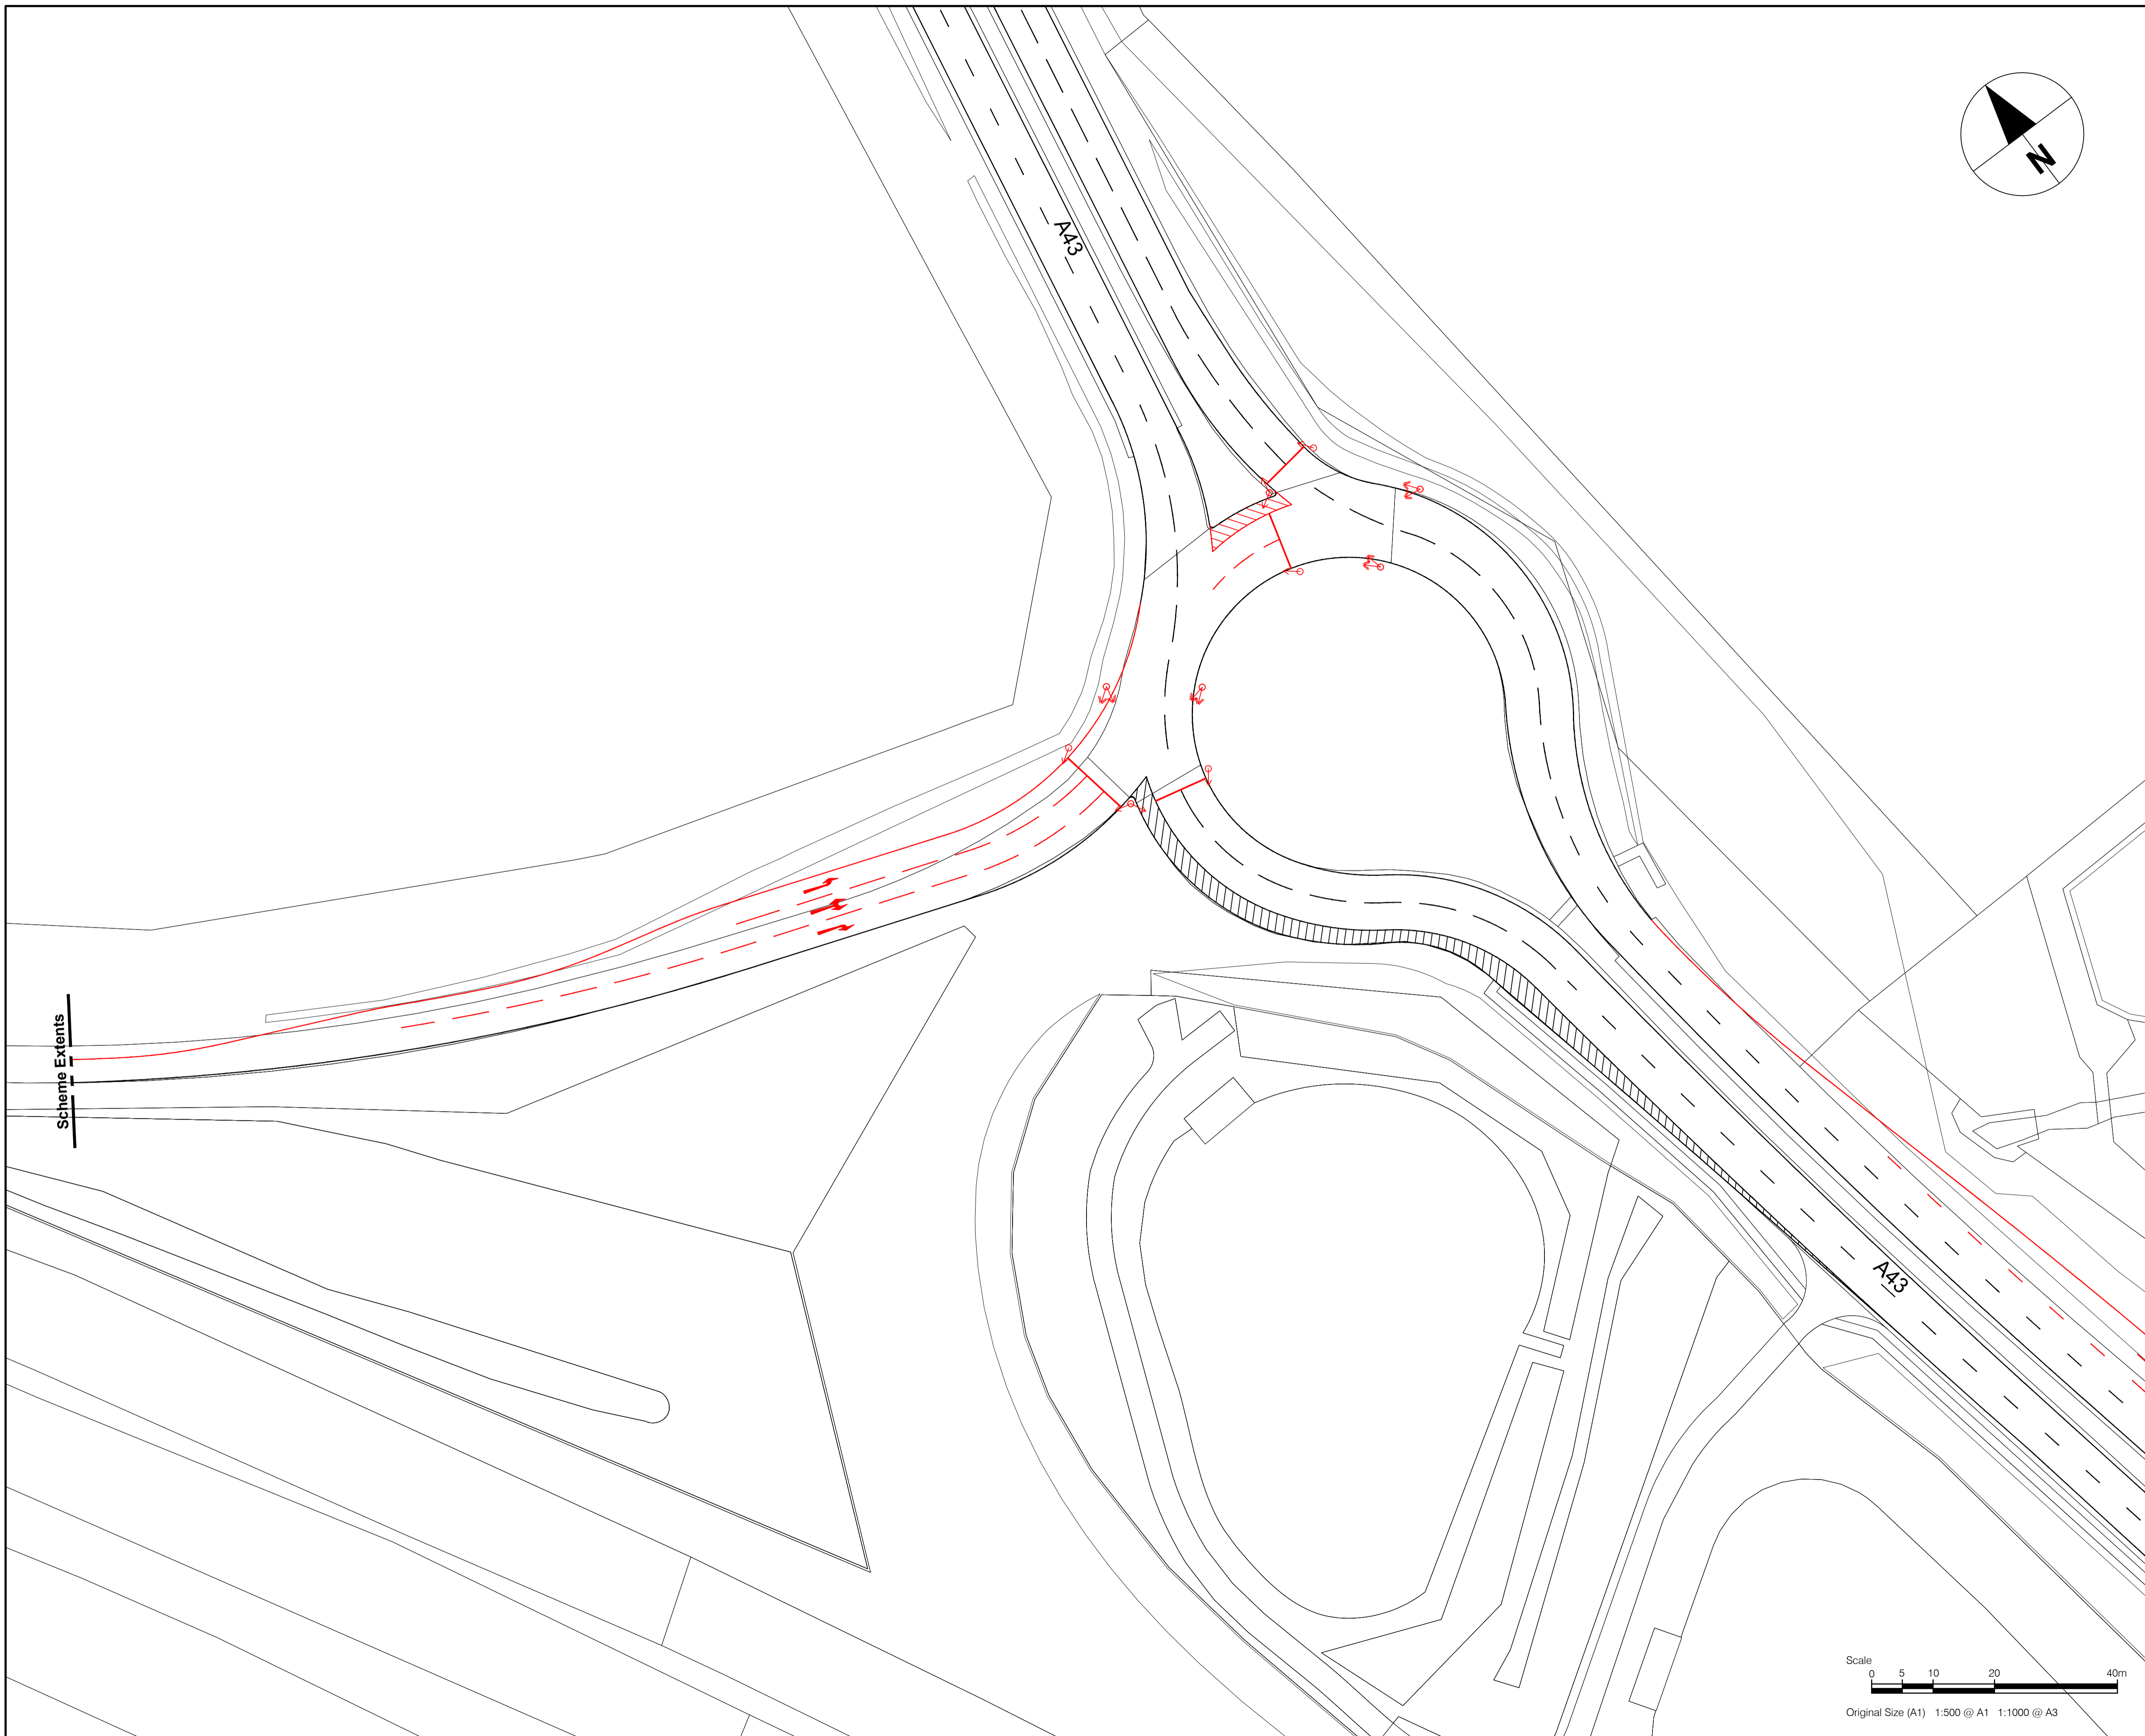 A43
N
Scheme Extents
A43
Scale
0 5 10 20 40m
Original Size (A1) 1:500 @ A1 1:1000 @ A3